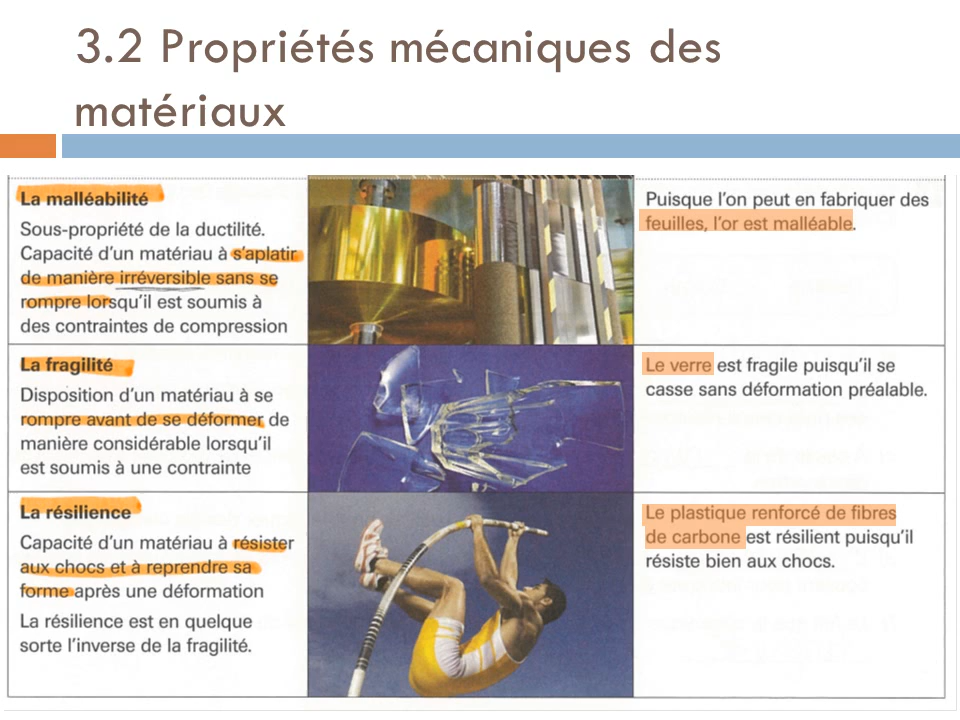 3.2 Propriétés mécaniques des
matériaux
La malléabilité
Sous-propriété de la ductilité.
Capacité d'un matériau à s'aplatir
de manière irréversible sans se
rompre lorsqu'il est soumis à
des contraintes de compression
Puisque l'on peut en fabriquer des
feuilles, l'or est malléable.
La fragilité
Disposition d'un matériau à se
rompre avant de se déformer de
manière considérable lorsqu'il
est soumis à une contrainte
Le verre est fragile puisqu'il se
casse sans déformation préalable.
La résilience
Capacité d'un matériau à résister
aux chocs et à reprendre sa
forme après une déformation
La résilience est en quelque
sorte l'inverse de la fragilité.
Le plastique renforcé de fibres
de carbone est résilient puisqu'il
résiste bien aux chocs.